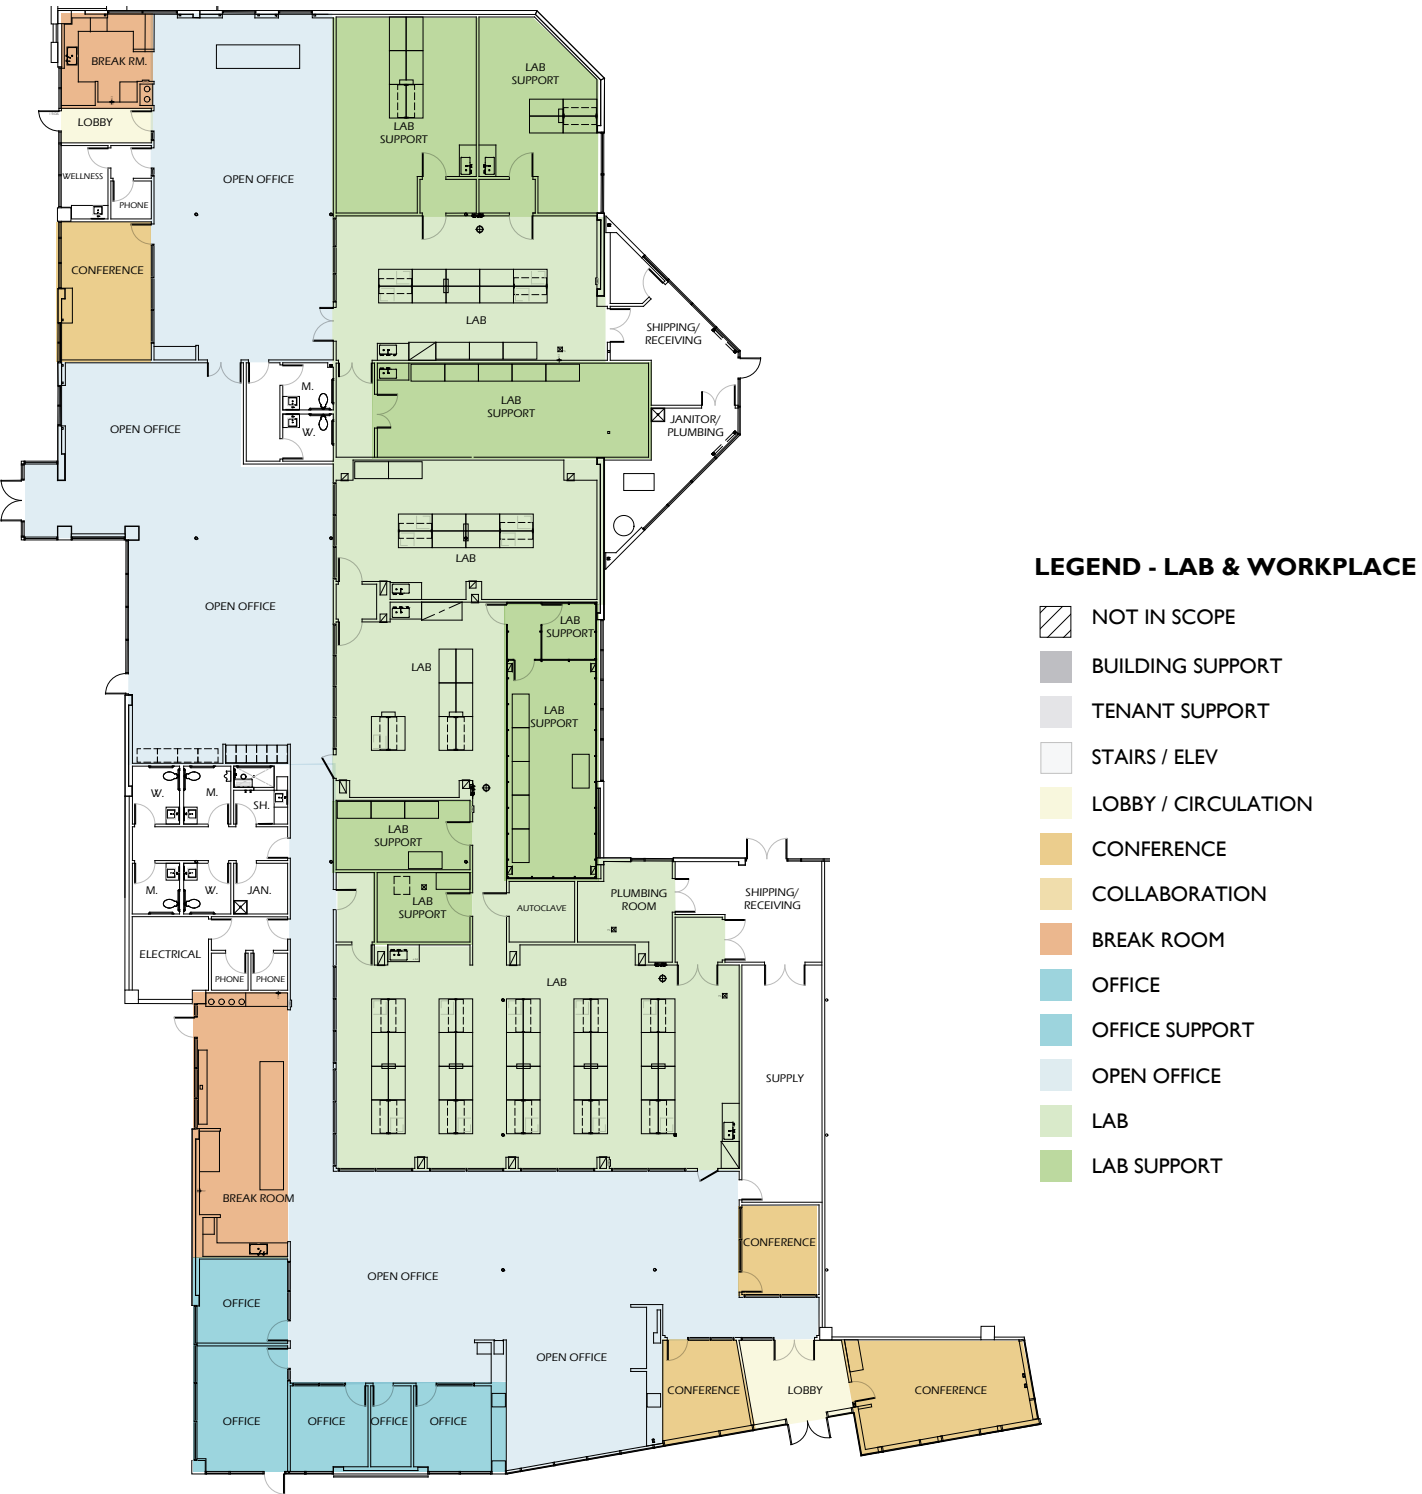 BREAK RM.
LOBBY
WELLNESS
PHONE
CONFERENCE
OPEN OFFICE
LAB
SUPPORT
LAB
SUPPORT
LAB
SHIPPING/
RECEIVING
M.
W.
LAB
SUPPORT
JANITOR/
PLUMBING
OPEN OFFICE
LAB
OPEN OFFICE
LAB
SUPPORT
LAB
LAB
SUPPORT
W.
M.
SH.
LAB
SUPPORT
M.
W.
JAN.
LAB
SUPPORT
AUTOCLAVE
PLUMBING
ROOM
SHIPPING/
RECEIVING
ELECTRICAL
PHONE
PHONE
LAB
SUPPLY
BREAK ROOM
CONFERENCE
OPEN OFFICE
OFFICE
OPEN OFFICE
CONFERENCE
LOBBY
CONFERENCE
OFFICE
OFFICE
OFFICE
OFFICE
LEGEND - LAB & WORKPLACE
NOT IN SCOPE
BUILDING SUPPORT
TENANT SUPPORT
STAIRS / ELEV
LOBBY / CIRCULATION
CONFERENCE
COLLABORATION
BREAK ROOM
OFFICE
OFFICE SUPPORT
OPEN OFFICE
LAB
LAB SUPPORT